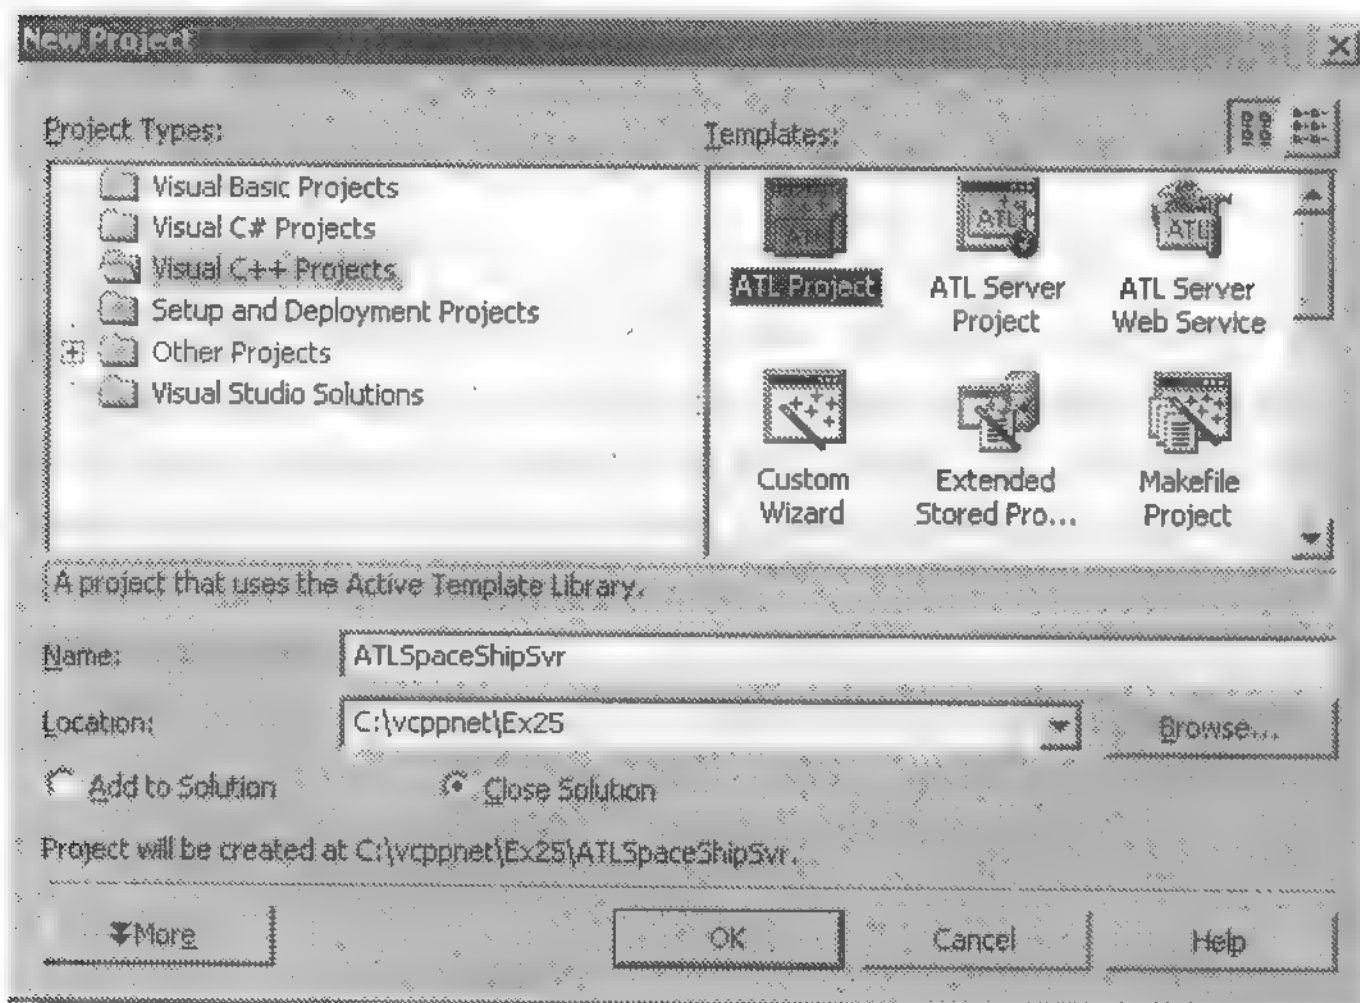 New Project
Project Types:
Templates:
Visual Basic Projects
Visual C# Projects
Visual C++ Projects
Setup and Deployment Projects
Other Projects
Visual Studio Solutions
ATL
ATL
ATL
ATL Project
ATL Server
Project
ATL Server
Web Service
Custom
Wizard
Extended
Stored Pro...
Makefile
Project
A project that uses the Active Template Library.
Name:
ATLSpaceShipSvr
Location:
C:\vcppnet\Ex25
Browse...
Add to Solution
Close Solution
Project will be created at C:\vcppnet\Ex25\ATLSpaceShipSvr.
More
OK
Cancel
Help